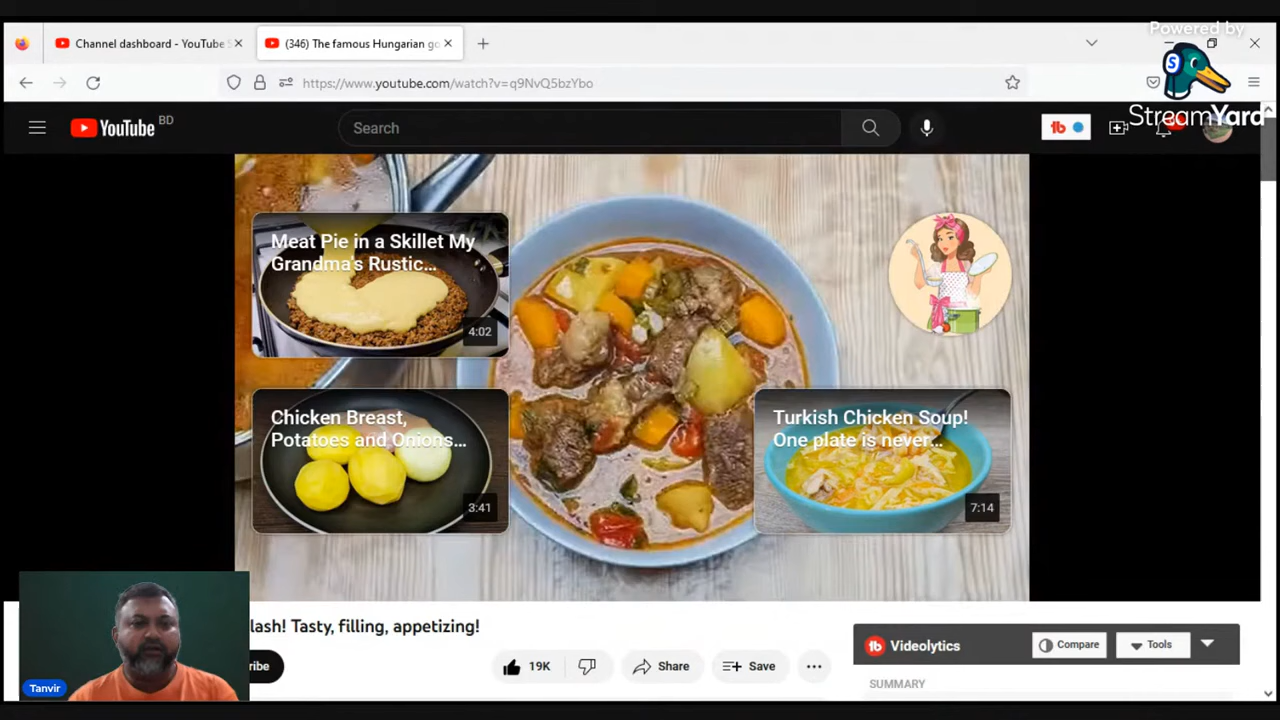 Powered by
StreamYard
Channel dashboard - YouTube S
(346) The famous Hungarian go
https://www.youtube.com/watch?v=q9NvQ5bzYbo
YouTube BD
Search
Meat Pie in a Skillet My
Grandma's Rustic...
4:02
Chicken Breast,
Potatoes and Onions...
3:41
Turkish Chicken Soup!
One plate is never...
7:14
lash! Tasty, filling, appetizing!
ibe
19K
Share
Save
Videolytics
Compare
Tools
SUMMARY
Tanvir